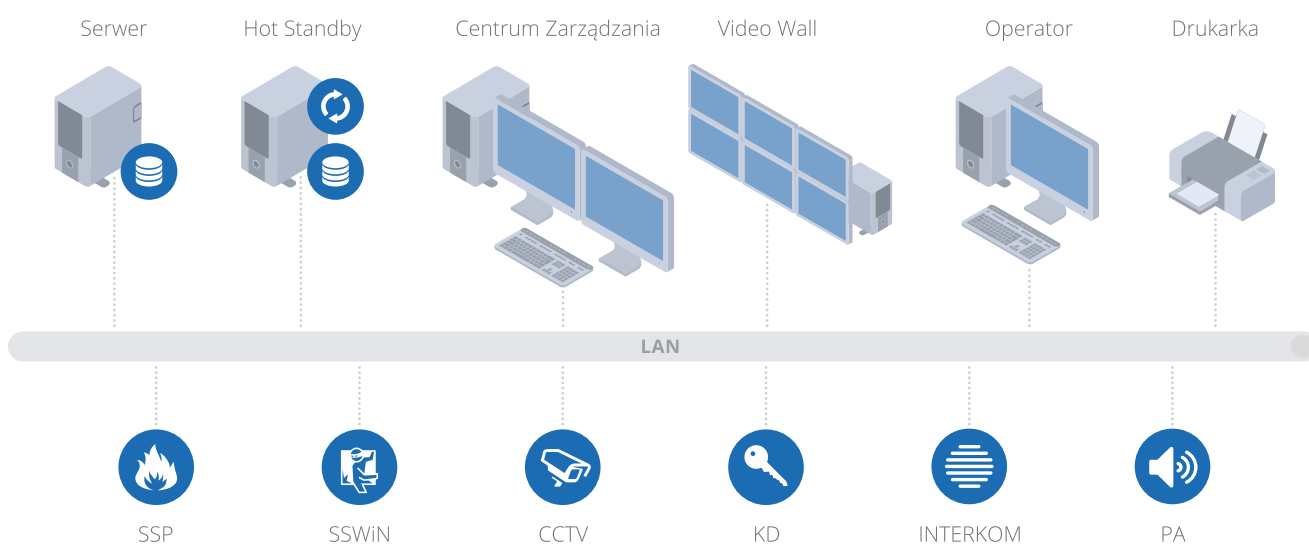 Serwer
Hot Standby
Centrum Zarządzania
Video Wall
Operator
Drukarka
LAN
SSP
SSWiN
CCTV
KD
INTERKOM
PA